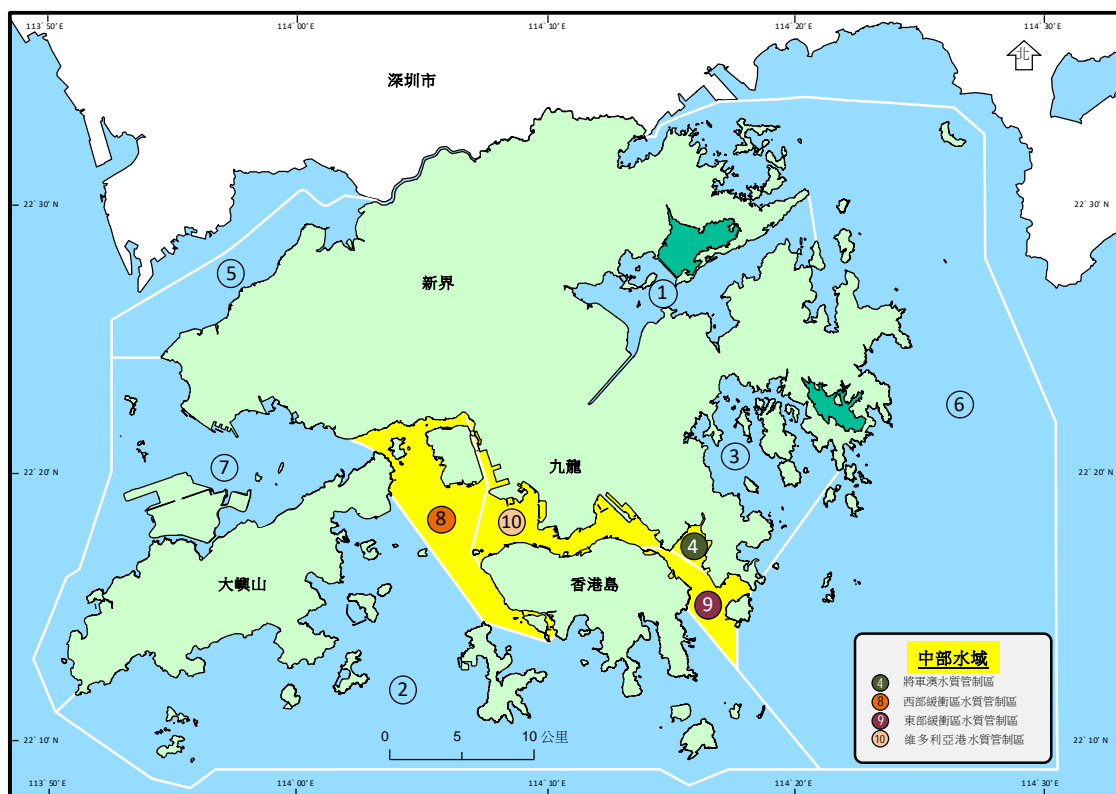 113° 50′ E 114° 00′ E 114° 10′ E 114° 20′ E 114° 30′ E
北
深圳市
22° 30′ N 22° 30′ N
新界
5
1
6
3
22° 20′ N 22° 20′ N
7
九龍
8
10
4
大嶼山
香港島
9
2
中部水域
4 將軍澳水質管制區
8 西部緩衝區水質管制區
9 東部緩衝區水質管制區
10 維多利亞港水質管制區
0 5 10 公里
22° 10′ N 22° 10′ N
113° 50′ E 114° 00′ E 114° 10′ E 114° 20′ E 114° 30′ E